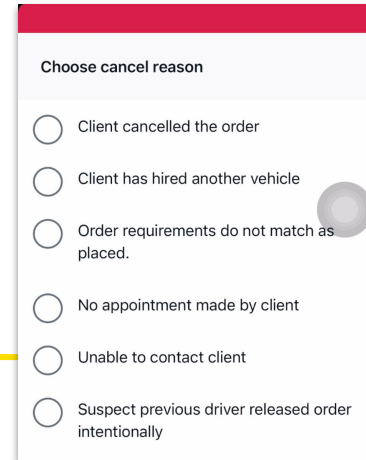 Choose cancel reason
Client cancelled the order
Client has hired another vehicle
Order requirements do not match as
placed.
No appointment made by client
Unable to contact client
Suspect previous driver released order
intentionally